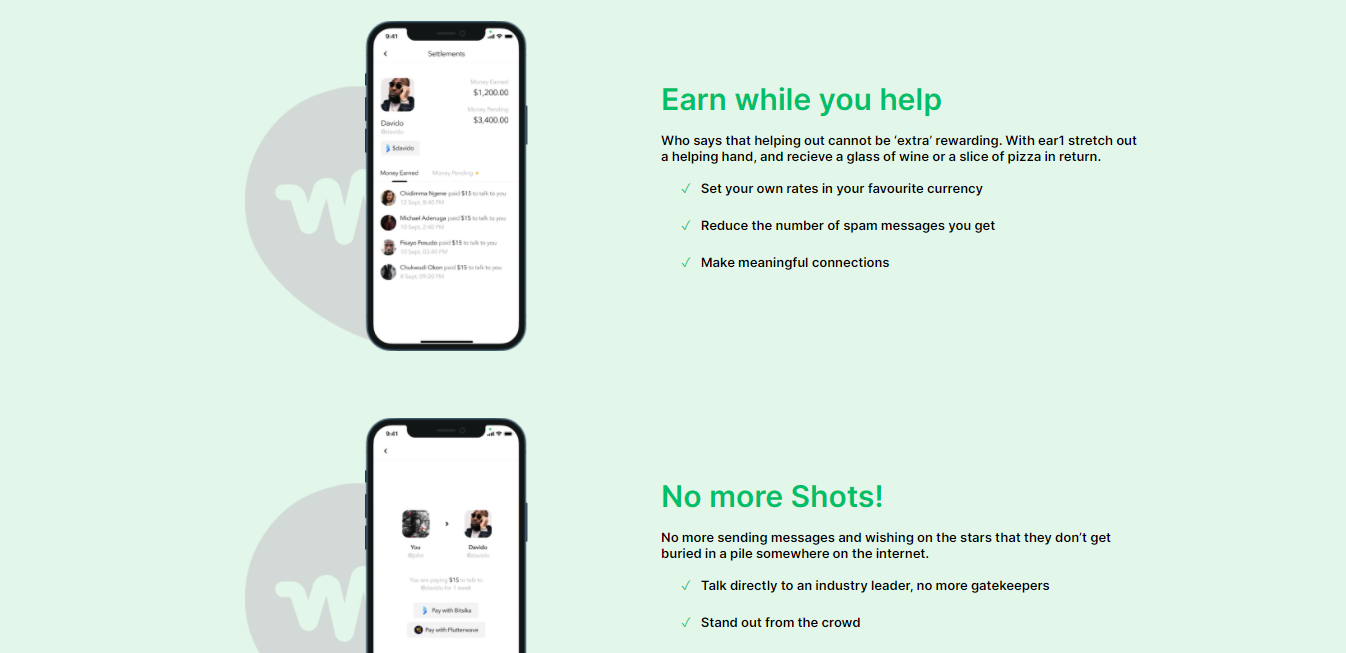 9:41
Settlements
Money Earned
$1,200.00
Money Pending
$3,400.00
Davido
@davido
$davido
Money Earned
Money Pending
Chidimma Ngene paid $15 to talk to you
12 Sept, 8:40 PM
Michael Adenuga paid $15 to talk to you
10 Sept, 2:40 PM
Fisayo Fosudo paid $15 to talk to you
10 Sept, 03:40 PM
Chukwudi Okon paid $15 to talk to you
8 Sept, 09:20 PM
Earn while you help
Who says that helping out cannot be ‘extra’ rewarding. With ear1 stretch out
a helping hand, and recieve a glass of wine or a slice of pizza in return.
Set your own rates in your favourite currency
Reduce the number of spam messages you get
Make meaningful connections
9:41
You
@john
Davido
@davido
You are paying $15 to talk to
@davido for 1 week
Pay with Bitsika
Pay with Flutterwave
No more Shots!
No more sending messages and wishing on the stars that they don’t get
buried in a pile somewhere on the internet.
Talk directly to an industry leader, no more gatekeepers
Stand out from the crowd